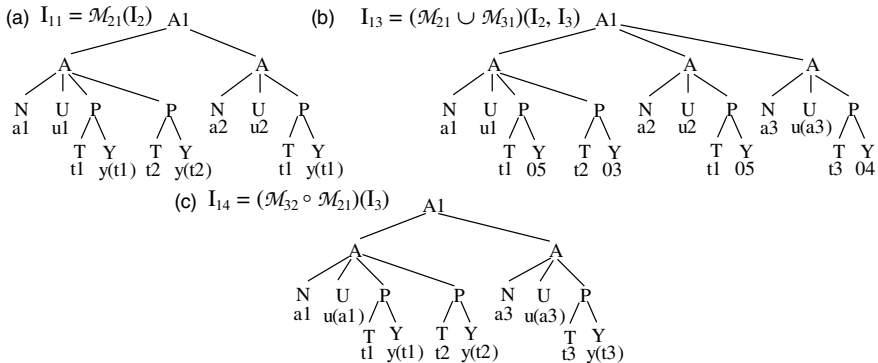 (a) I₁₁ = ℳ₂₁(I₂) A1 (b) I₁₃ = (ℳ₂₁ ∪ ℳ₃₁)(I₂, I₃) A1
A A A A A
N U P P N U P N U P P N U P N U P
a1 u1 a2 u2 a1 u1 a2 u2 a3 u(a3)
T Y T Y T Y T Y T Y T Y T Y
t1 y(t1) t2 y(t2) t1 y(t1) t1 05 t2 03 t1 05 t3 04
(c) I₁₄ = (ℳ₃₂ ∘ ℳ₂₁)(I₃) A1
A A
N U P P N U P
a1 u(a1) a3 u(a3)
T Y T Y T Y
t1 y(t1) t2 y(t2) t3 y(t3)